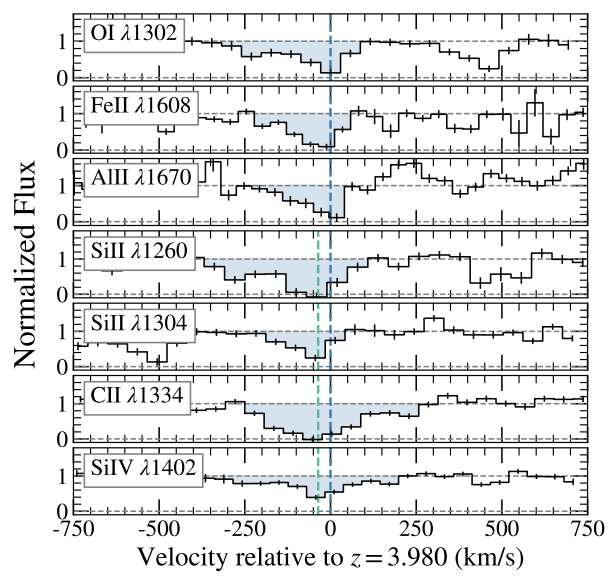 OI λ1302
1
0
FeII λ1608
1
0
AlII λ1670
1
0
SiII λ1260
1
0
SiII λ1304
1
0
CII λ1334
1
0
SiIV λ1402
1
0
Normalized Flux
-750 -500 -250 0 250 500 750
Velocity relative to z = 3.980 (km/s)